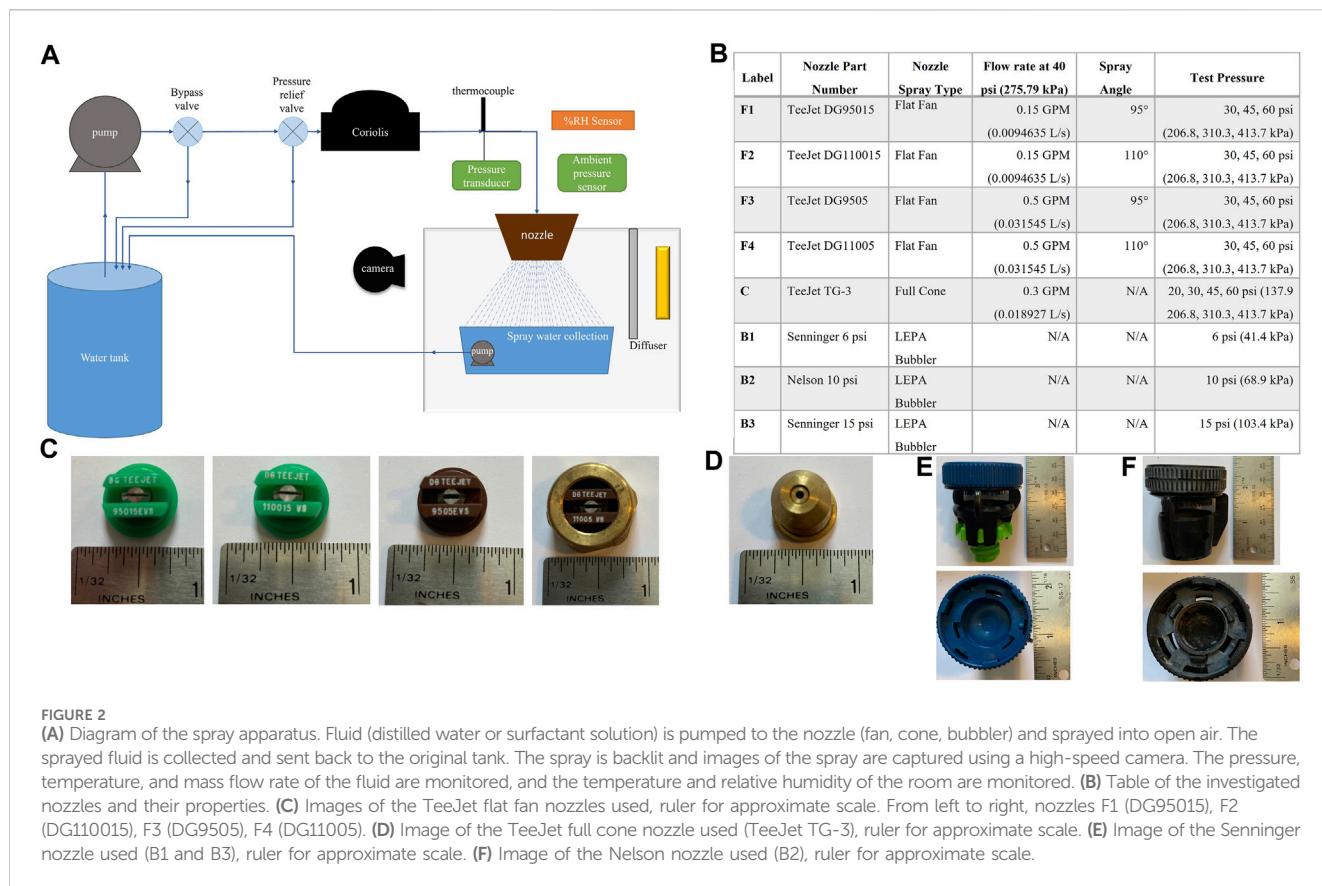 A
Bypass
valve
Pressure
relief
valve
pump
Coriolis
thermocouple
%RH Sensor
Pressure
transducer
Ambient
pressure
sensor
nozzle
camera
Diffuser
Spray water collection
pump
Water tank
B
Label
Nozzle Part
Number
Nozzle
Spray Type
Flow rate at 40
psi (275.79 kPa)
Spray
Angle
Test Pressure
F1
TeeJet DG95015
Flat Fan
0.15 GPM
(0.0094635 L/s)
95°
30, 45, 60 psi
(206.8, 310.3, 413.7 kPa)
F2
TeeJet DG110015
Flat Fan
0.15 GPM
(0.0094635 L/s)
110°
30, 45, 60 psi
(206.8, 310.3, 413.7 kPa)
F3
TeeJet DG9505
Flat Fan
0.5 GPM
(0.031545 L/s)
95°
30, 45, 60 psi
(206.8, 310.3, 413.7 kPa)
F4
TeeJet DG11005
Flat Fan
0.5 GPM
(0.031545 L/s)
110°
30, 45, 60 psi
(206.8, 310.3, 413.7 kPa)
C
TeeJet TG-3
Full Cone
0.3 GPM
(0.018927 L/s)
N/A
20, 30, 45, 60 psi (137.9
206.8, 310.3, 413.7 kPa)
B1
Senninger 6 psi
LEPA
Bubbler
N/A
N/A
6 psi (41.4 kPa)
B2
Nelson 10 psi
LEPA
Bubbler
N/A
N/A
10 psi (68.9 kPa)
B3
Senninger 15 psi
LEPA
Bubbler
N/A
N/A
15 psi (103.4 kPa)
C
DG TEEJET
95015EVS
1/32
INCHES
1
DG TEEJET
110015 VS
1/32
INCHES
1
DG TEEJET
9505EVS
1/32
INCHES
1
DG TEEJET
11005 VS
1/32
INCHES
1
D
1/32
INCHES
1
E
F
FIGURE 2
(A) Diagram of the spray apparatus. Fluid (distilled water or surfactant solution) is pumped to the nozzle (fan, cone, bubbler) and sprayed into open air. The
sprayed fluid is collected and sent back to the original tank. The spray is backlit and images of the spray are captured using a high-speed camera. The pressure,
temperature, and mass flow rate of the fluid are monitored, and the temperature and relative humidity of the room are monitored. (B) Table of the investigated
nozzles and their properties. (C) Images of the TeeJet flat fan nozzles used, ruler for approximate scale. From left to right, nozzles F1 (DG95015), F2
(DG110015), F3 (DG9505), F4 (DG11005). (D) Image of the TeeJet full cone nozzle used (TeeJet TG-3), ruler for approximate scale. (E) Image of the Senninger
nozzle used (B1 and B3), ruler for approximate scale. (F) Image of the Nelson nozzle used (B2), ruler for approximate scale.